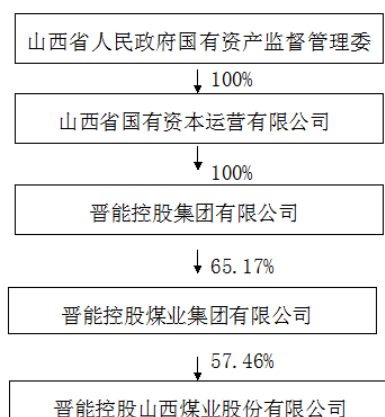 山西省人民政府国有资产监督管理委
100%
山西省国有资本运营有限公司
100%
晋能控股集团有限公司
65.17%
晋能控股煤业集团有限公司
57.46%
晋能控股山西煤业股份有限公司